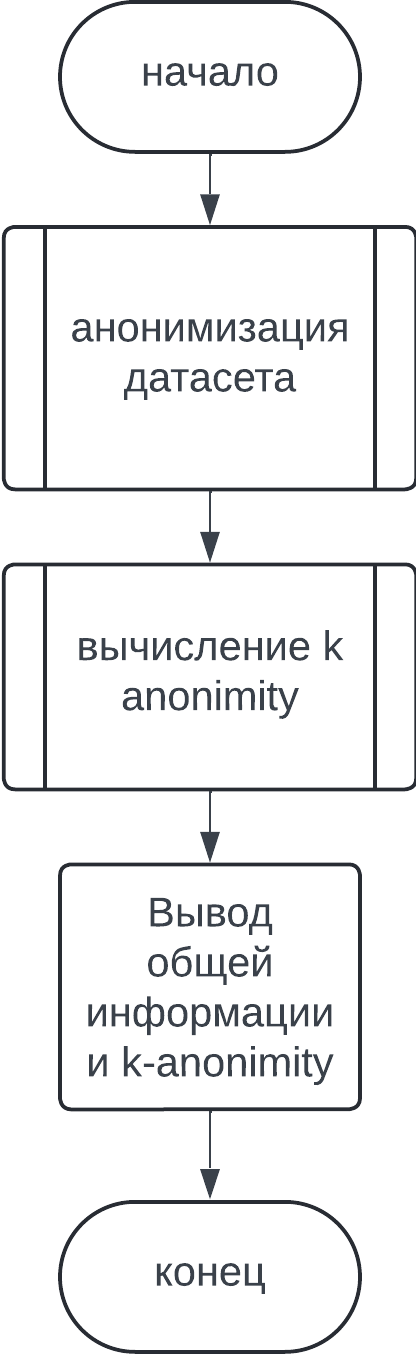 начало
анонимизация
датасета
вычисление k
anonimity
Вывод
общей
информации
и k-anonimity
конец